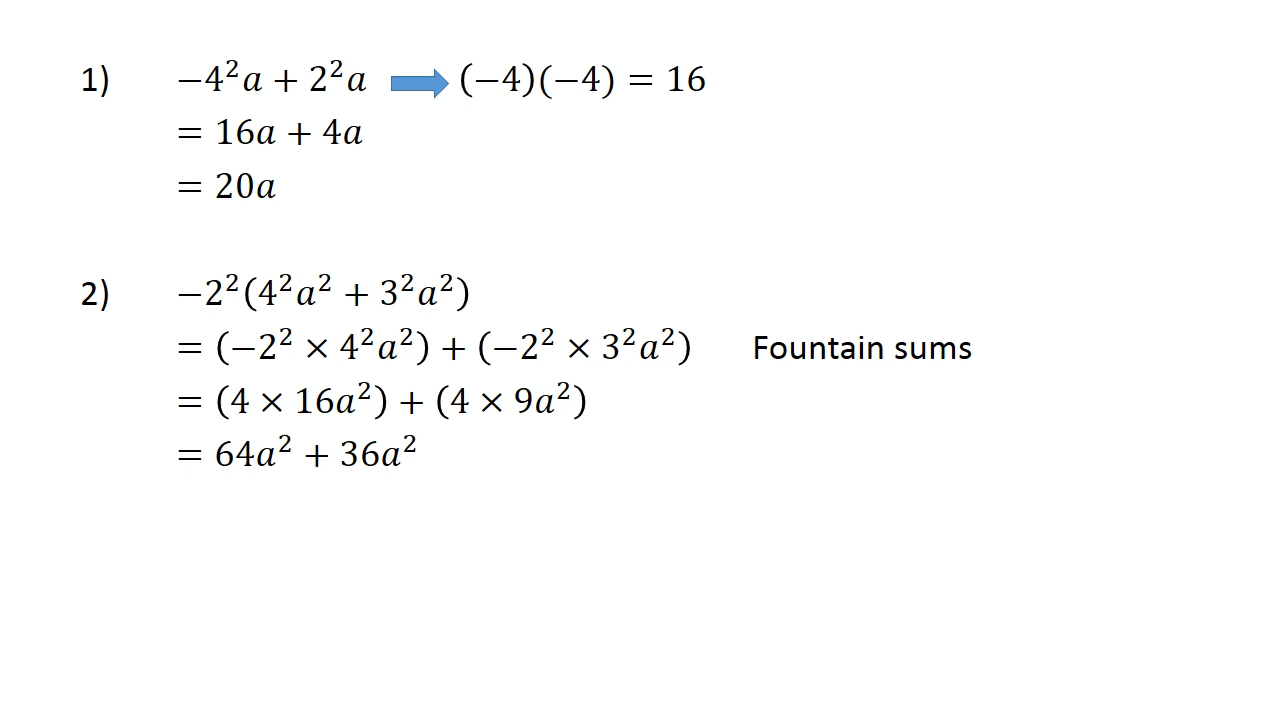 1) −4²a + 2²a (−4)(−4) = 16
= 16a + 4a
= 20a
2) −2²(4²a² + 3²a²)
= (−2² × 4²a²) + (−2² × 3²a²) Fountain sums
= (4 × 16a²) + (4 × 9a²)
= 64a² + 36a²